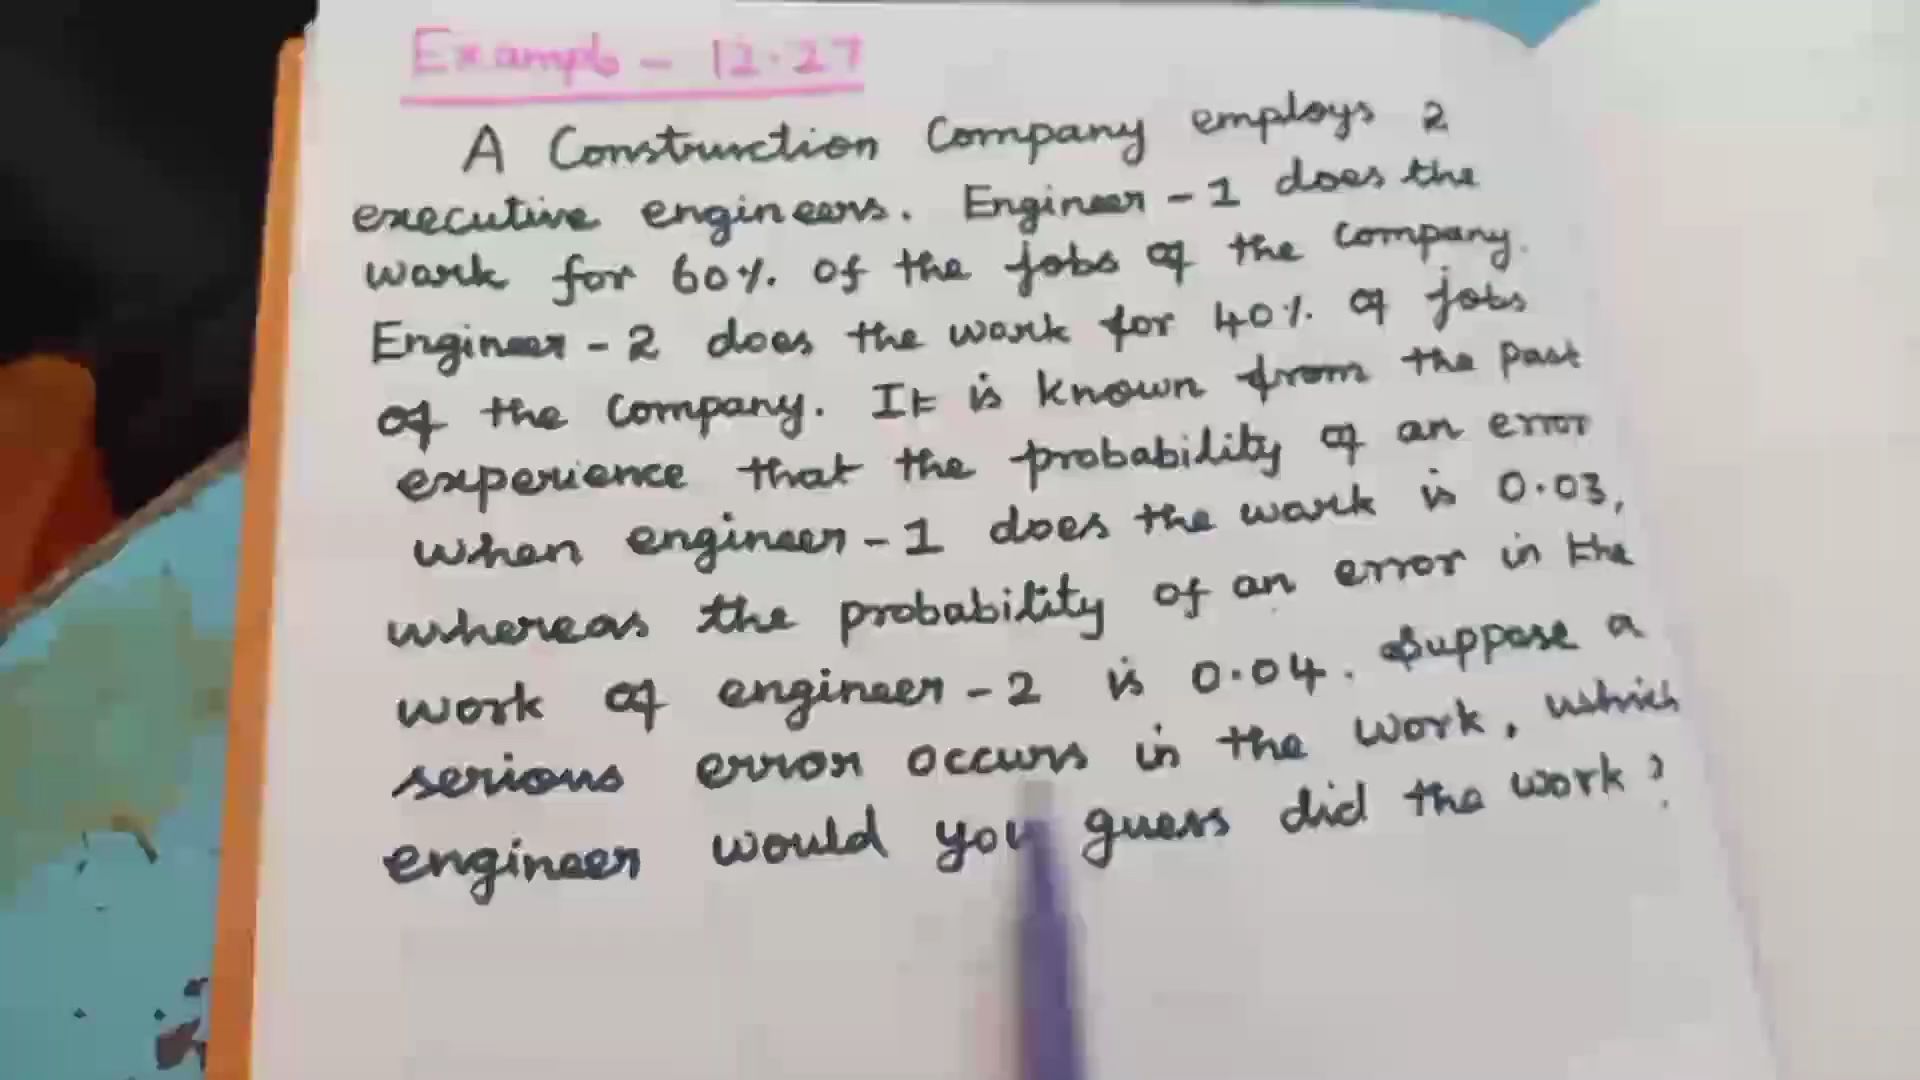 Example - 12.27
A Construction Company employs 2
executive engineers. Engineer-1 does the
work for 60% of the jobs of the company.
Engineer-2 does the work for 40% of jobs
of the company. It is known from the past
experience that the probability of an error
when engineer-1 does the work is 0.03,
whereas the probability of an error in the
work of engineer-2 is 0.04. Suppose a
serious error occurs in the work, which
engineer would you guess did the work?